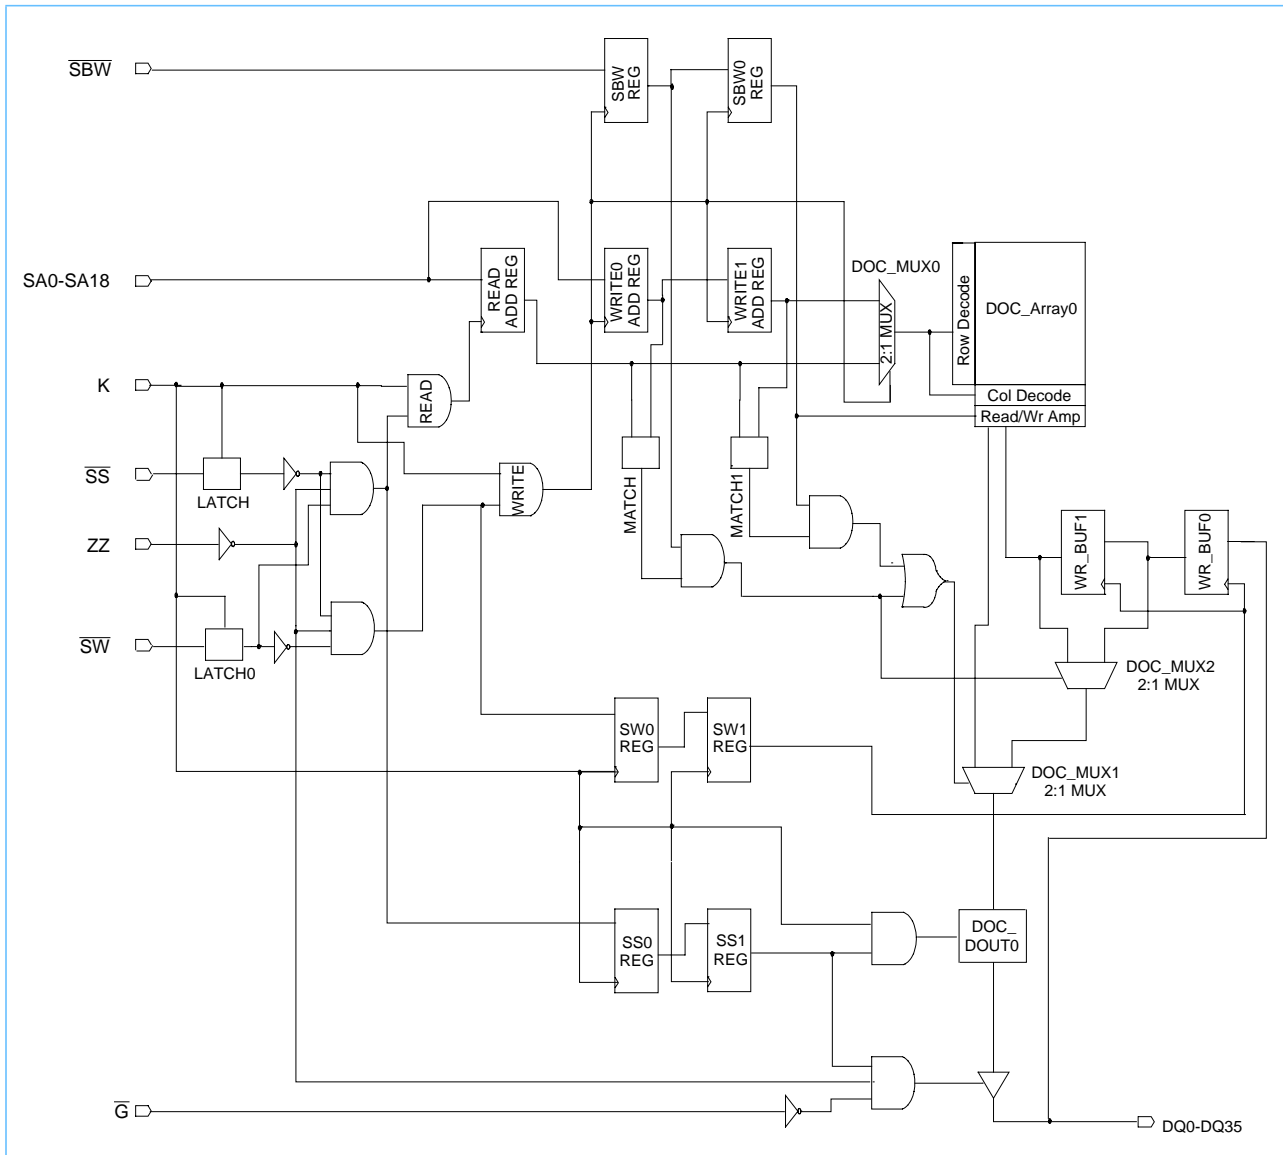 SBW
SBW
REG
SBW0
REG
SA0-SA18
READ
ADD REG
WRITE0
ADD REG
WRITE1
ADD REG
DOC_MUX0
2:1 MUX
Row Decode
DOC_Array0
Col Decode
Read/Wr Amp
K
READ
SS
LATCH
WRITE
MATCH
MATCH1
ZZ
WR_BUF1
WR_BUF0
SW
LATCH0
DOC_MUX2
2:1 MUX
SW0
REG
SW1
REG
DOC_MUX1
2:1 MUX
SS0
REG
SS1
REG
DOC_
DOUT0
G
DQ0-DQ35